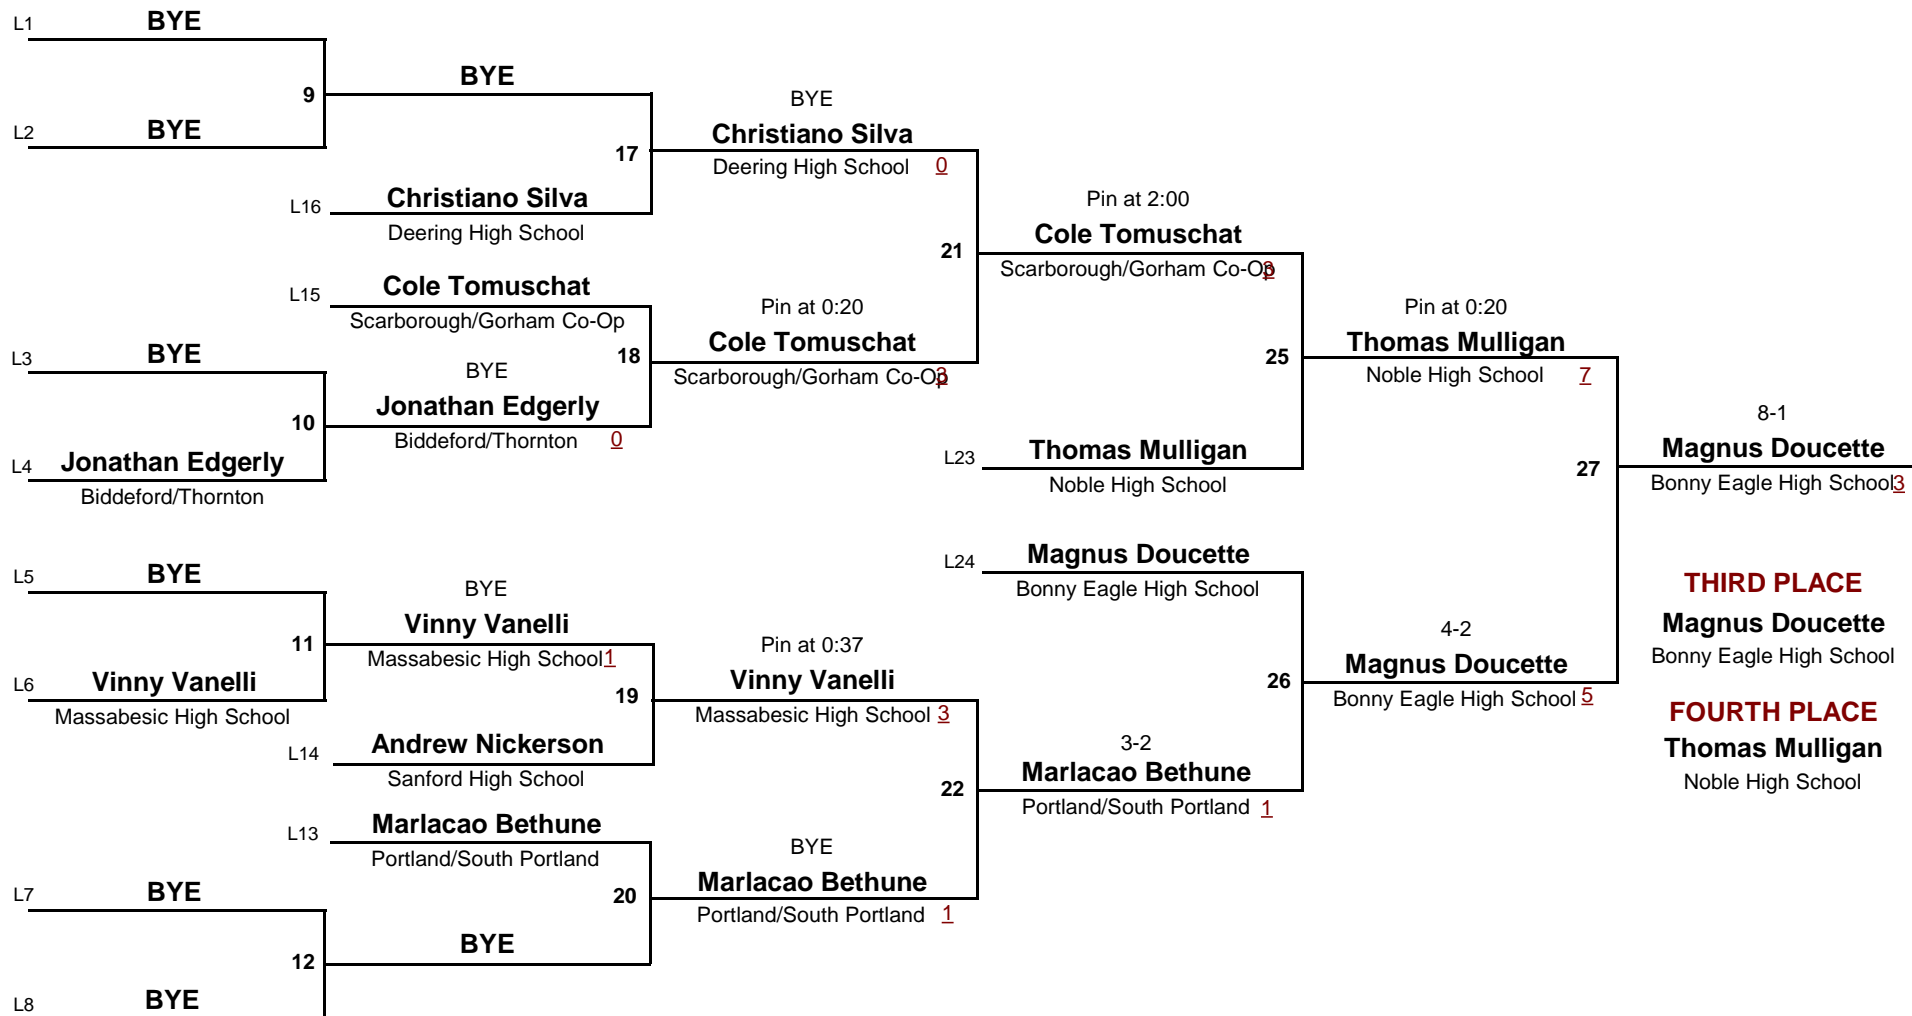 L1 BYE
9
BYE
L2 BYE
17
BYE
Christiano Silva
Deering High School 0
L16 Christiano Silva
Deering High School
21
Pin at 2:00
Cole Tomuschat
Scarborough/Gorham Co-Op 3
L15 Cole Tomuschat
Scarborough/Gorham Co-Op
18
Pin at 0:20
Cole Tomuschat
Scarborough/Gorham Co-Op 3
L3 BYE
10
BYE
Jonathan Edgerly
Biddeford/Thornton 0
L4 Jonathan Edgerly
Biddeford/Thornton
25
Pin at 0:20
Thomas Mulligan
Noble High School 7
L23 Thomas Mulligan
Noble High School
27
8-1
Magnus Doucette
Bonny Eagle High School 3
L24 Magnus Doucette
Bonny Eagle High School
26
4-2
Magnus Doucette
Bonny Eagle High School 5
L5 BYE
11
BYE
Vinny Vanelli
Massabesic High School 1
L6 Vinny Vanelli
Massabesic High School
19
Pin at 0:37
Vinny Vanelli
Massabesic High School 3
L14 Andrew Nickerson
Sanford High School
22
3-2
Marlacao Bethune
Portland/South Portland 1
L13 Marlacao Bethune
Portland/South Portland
20
BYE
Marlacao Bethune
Portland/South Portland 1
L7 BYE
12
BYE
L8 BYE
THIRD PLACE
Magnus Doucette
Bonny Eagle High School
FOURTH PLACE
Thomas Mulligan
Noble High School